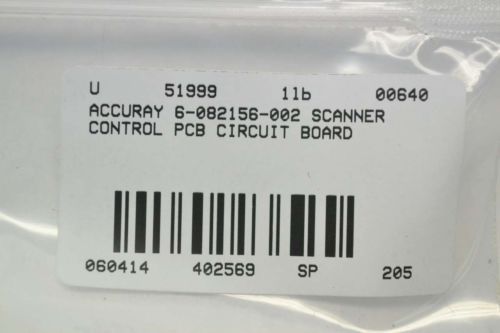 U 51999 11b 00640
ACCURAY 6-082156-002 SCANNER
CONTROL PCB CIRCUIT BOARD
060414 402569 SP 205